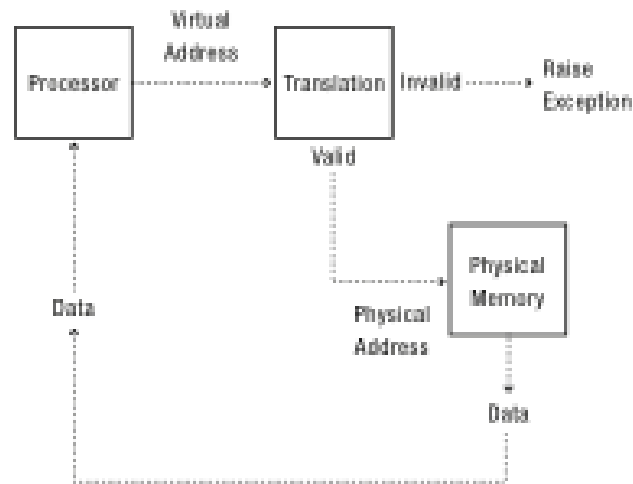 Virtual
Address
Processor
Translation
Invalid
Raise
Exception
Valid
Physical
Memory
Data
Physical
Address
Data